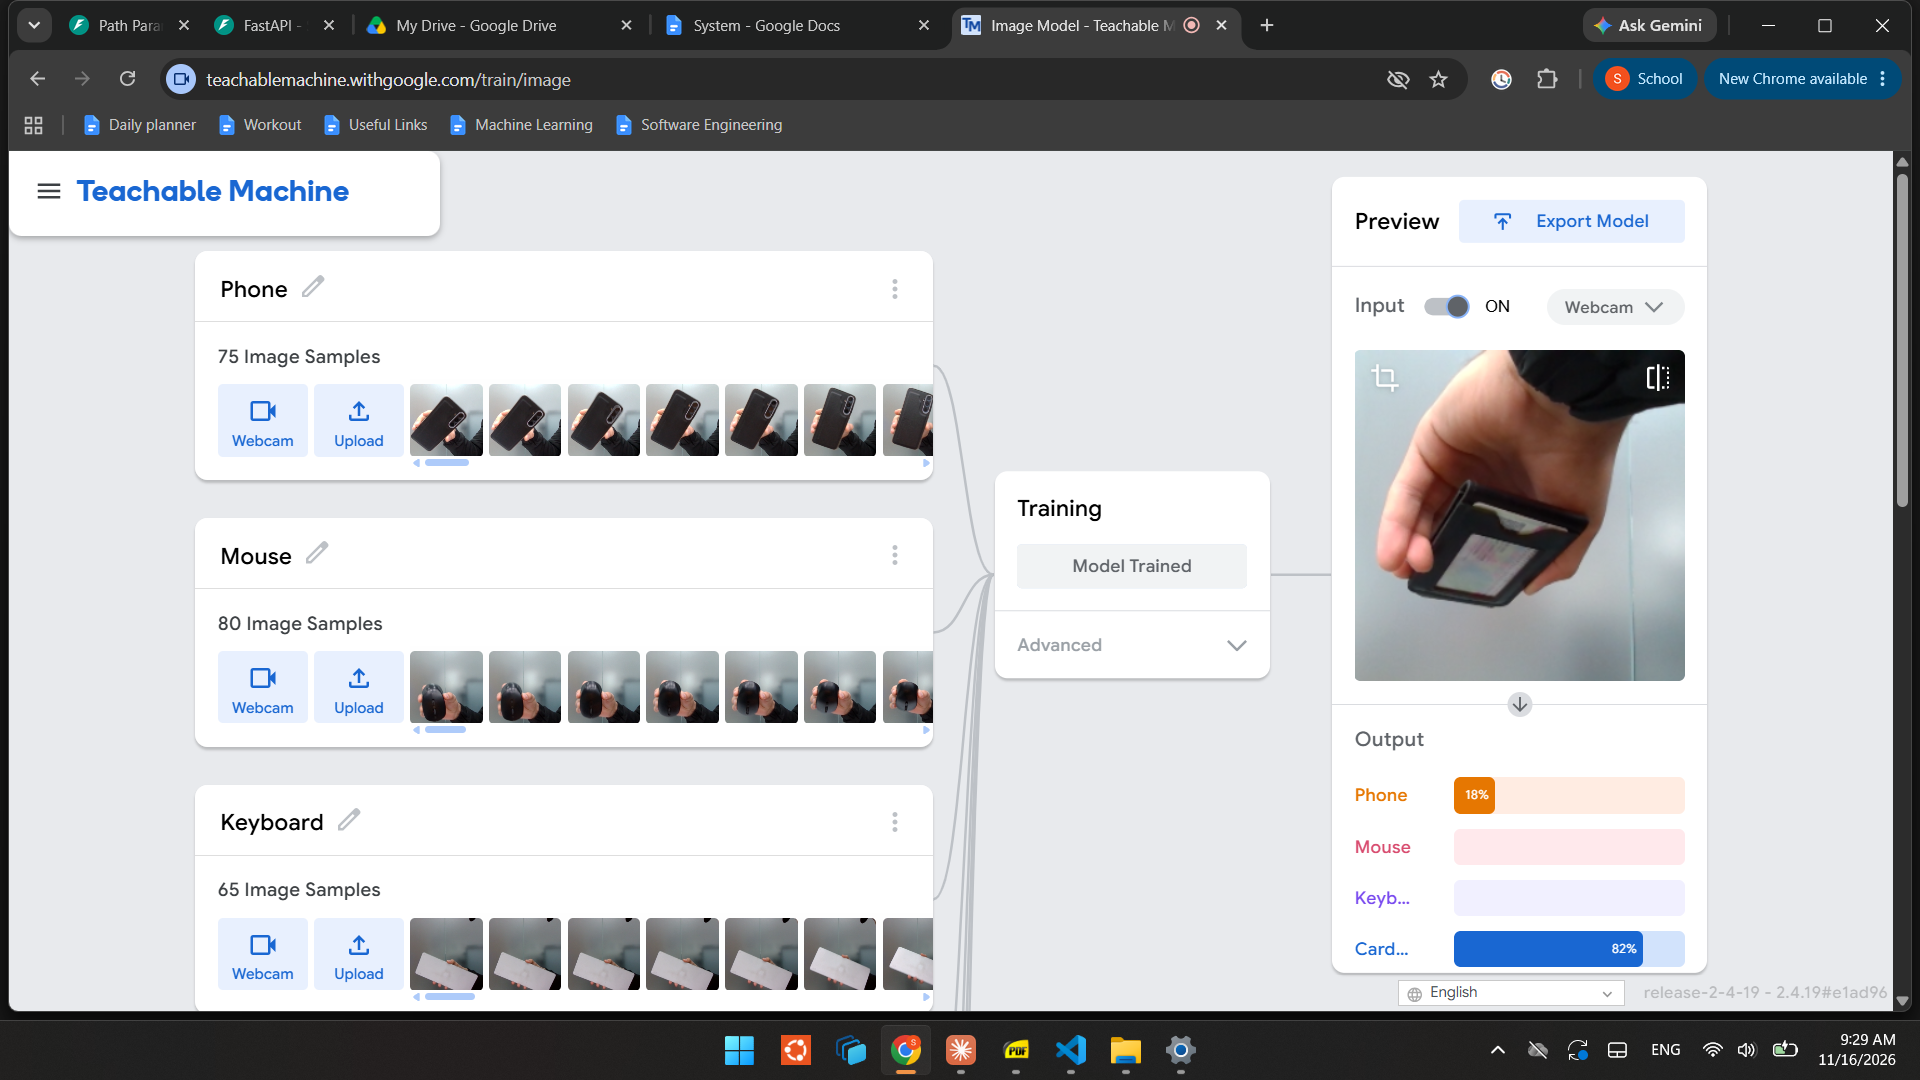 Path Para
FastAPI -
My Drive - Google Drive
System - Google Docs
Image Model - Teachable M
Ask Gemini
teachablemachine.withgoogle.com/train/image
S School
New Chrome available
Daily planner
Workout
Useful Links
Machine Learning
Software Engineering
Teachable Machine
Phone
75 Image Samples
Webcam
Upload
Mouse
80 Image Samples
Webcam
Upload
Keyboard
65 Image Samples
Webcam
Upload
Training
Model Trained
Advanced
Preview
Export Model
Input
ON
Webcam
Output
Phone
18%
Mouse
Keyb...
Card...
82%
English
release-2-4-19 - 2.4.19#e1ad96
PDF
ENG
9:29 AM
11/16/2026